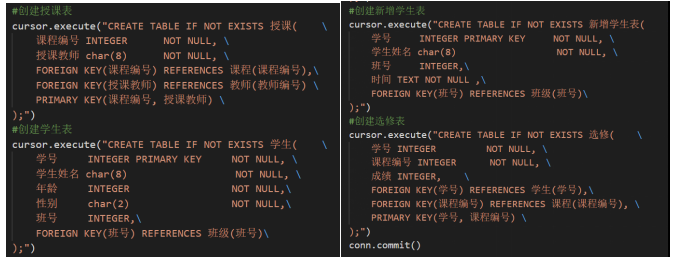 #创建授课表
cursor.execute("CREATE TABLE IF NOT EXISTS 授课( \
课程编号 INTEGER NOT NULL, \
授课教师 char(8) NOT NULL, \
FOREIGN KEY(课程编号) REFERENCES 课程(课程编号),\
FOREIGN KEY(授课教师) REFERENCES 教师(教师编号) \
PRIMARY KEY(课程编号, 授课教师) \
);")
#创建学生表
cursor.execute("CREATE TABLE IF NOT EXISTS 学生( \
学号 INTEGER PRIMARY KEY NOT NULL, \
学生姓名 char(8) NOT NULL, \
年龄 INTEGER NOT NULL, \
性别 char(2) NOT NULL, \
班号 INTEGER,\
FOREIGN KEY(班号) REFERENCES 班级(班号)\
);")
#创建新增学生表
cursor.execute("CREATE TABLE IF NOT EXISTS 新增学生表( \
学号 INTEGER PRIMARY KEY NOT NULL, \
学生姓名 char(8) NOT NULL, \
班号 INTEGER,\
时间 TEXT NOT NULL ,\
FOREIGN KEY(班号) REFERENCES 班级(班号)\
);")
#创建选修表
cursor.execute("CREATE TABLE IF NOT EXISTS 选修( \
学号 INTEGER NOT NULL, \
课程编号 INTEGER NOT NULL, \
成绩 INTEGER, \
FOREIGN KEY(学号) REFERENCES 学生(学号),\
FOREIGN KEY(课程编号) REFERENCES 课程(课程编号), \
PRIMARY KEY(学号, 课程编号) \
);")
conn.commit()